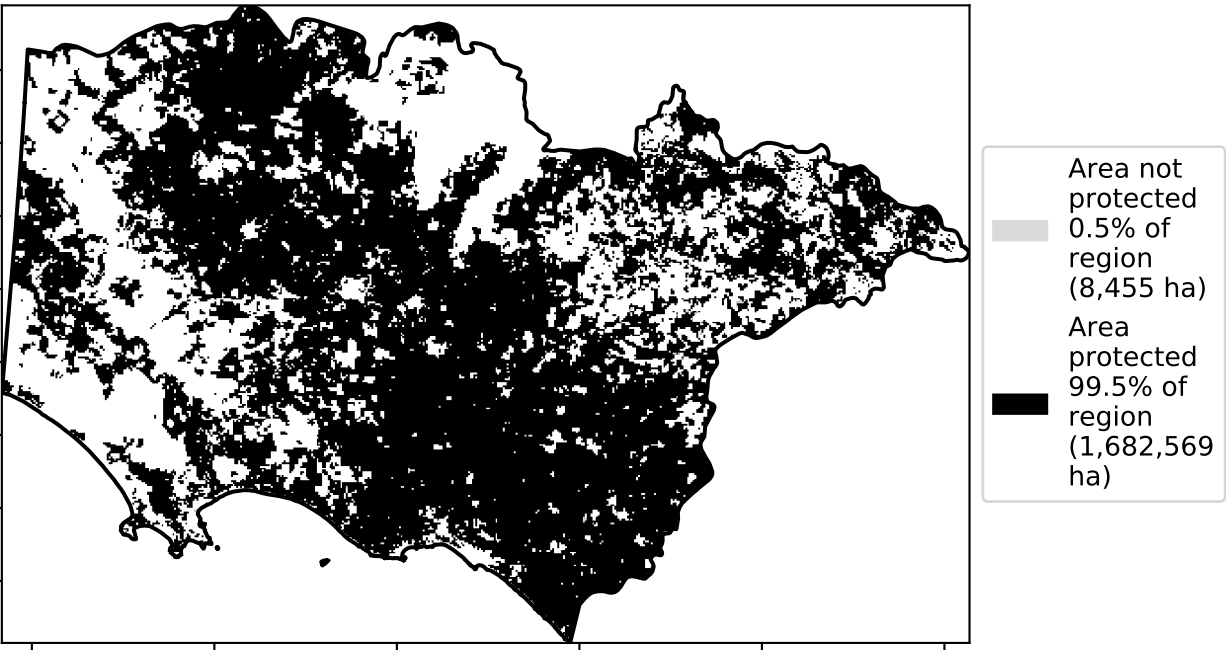 Area not
protected
0.5% of
region
(8,455 ha)
Area
protected
99.5% of
region
(1,682,569
ha)